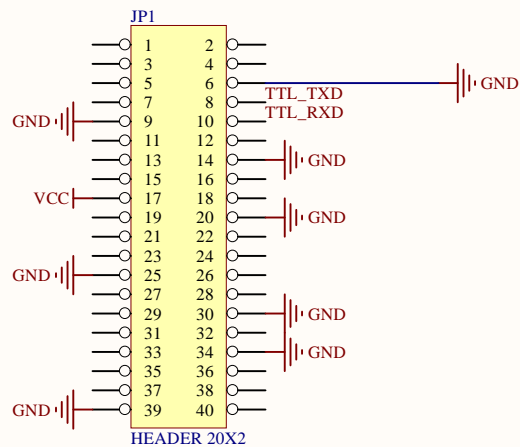 JP1
1 2
3 4
5 6 GND
7 8 TTL_TXD
GND 9 10 TTL_RXD
11 12
13 14 GND
15 16
VCC 17 18
19 20 GND
21 22
23 24
GND 25 26
27 28
29 30 GND
31 32
33 34 GND
35 36
37 38
GND 39 40
HEADER 20X2